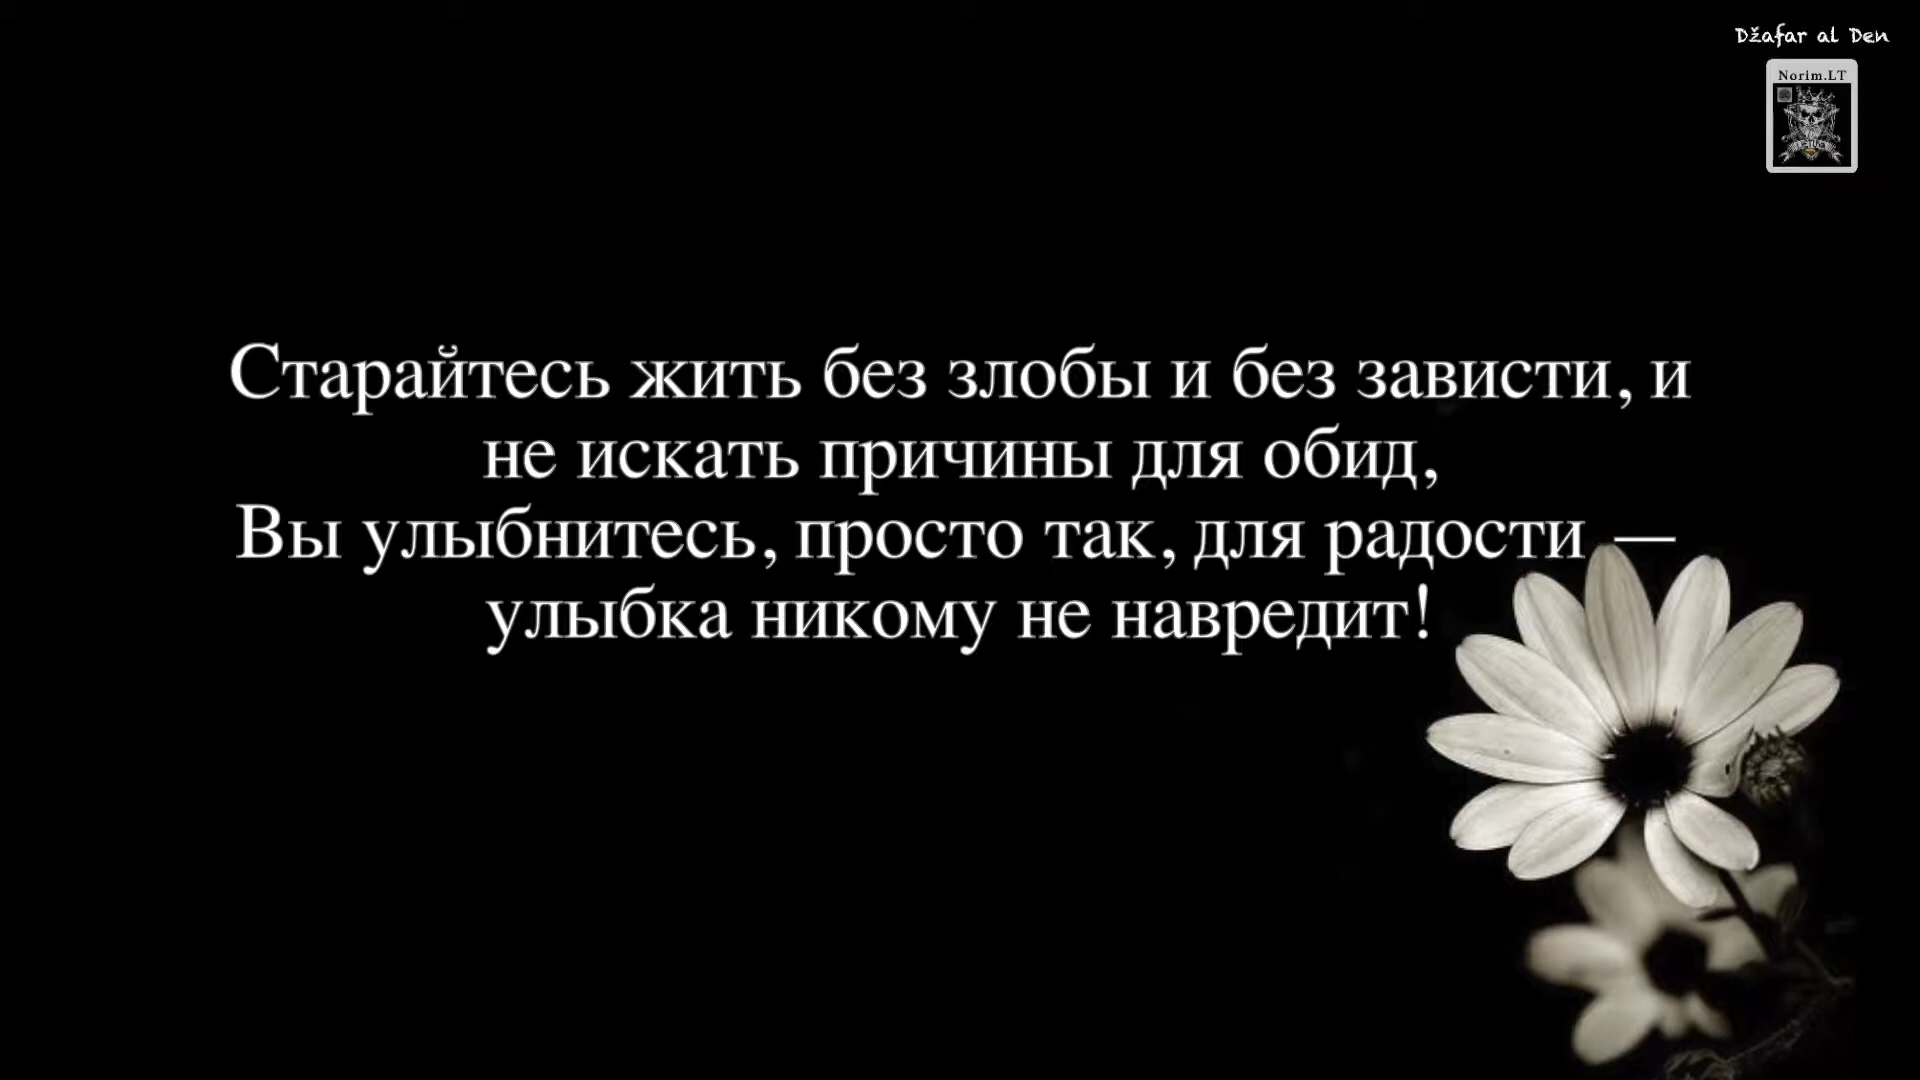 Džafar al Den
Norim.LT
Старайтесь жить без злобы и без зависти, и
не искать причины для обид,
Вы улыбнитесь, просто так, для радости —
улыбка никому не навредит!